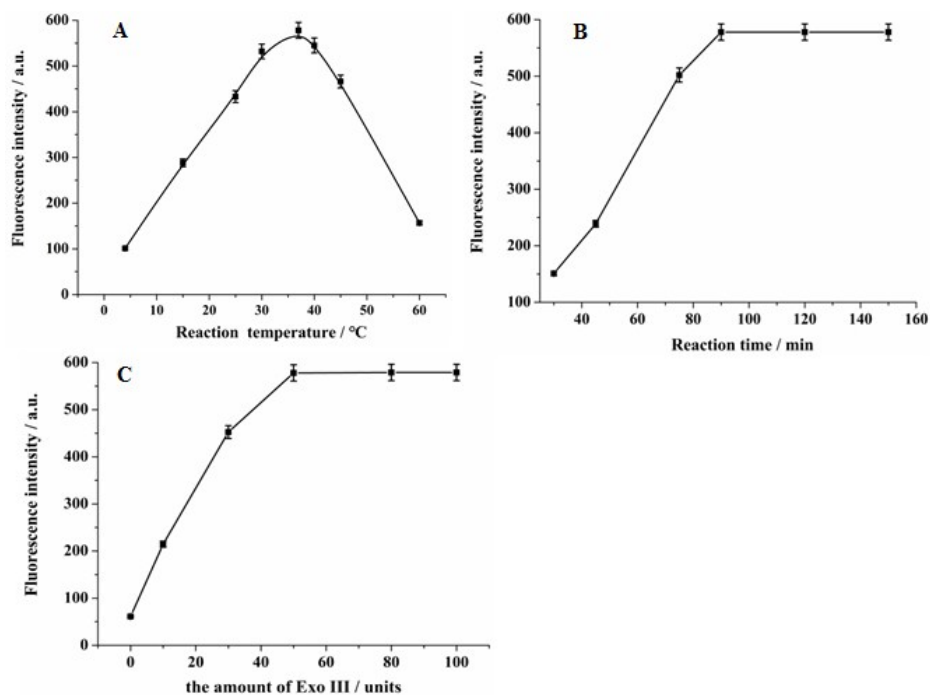 A
Fluorescence intensity / a.u.
600
500
400
300
200
100
0
0 10 20 30 40 50 60
Reaction temperature / °C
B
Fluorescence intensity / a.u.
600
500
400
300
200
100
40 60 80 100 120 140 160
Reaction time / min
C
Fluorescence intensity / a.u.
600
500
400
300
200
100
0
0 20 40 60 80 100
the amount of Exo III / units